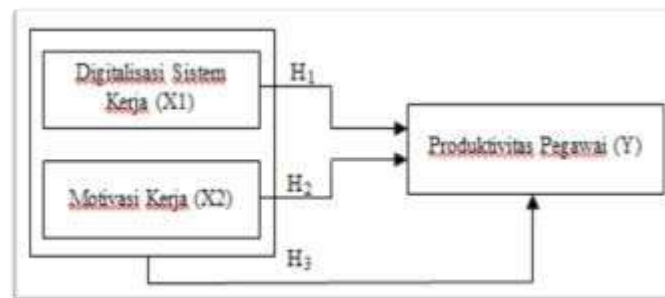 Digitalisasi Sistem
Kerja (X1)
H1
Produktivitas Pegawai (Y)
Motivasi Kerja (X2)
H2
H3